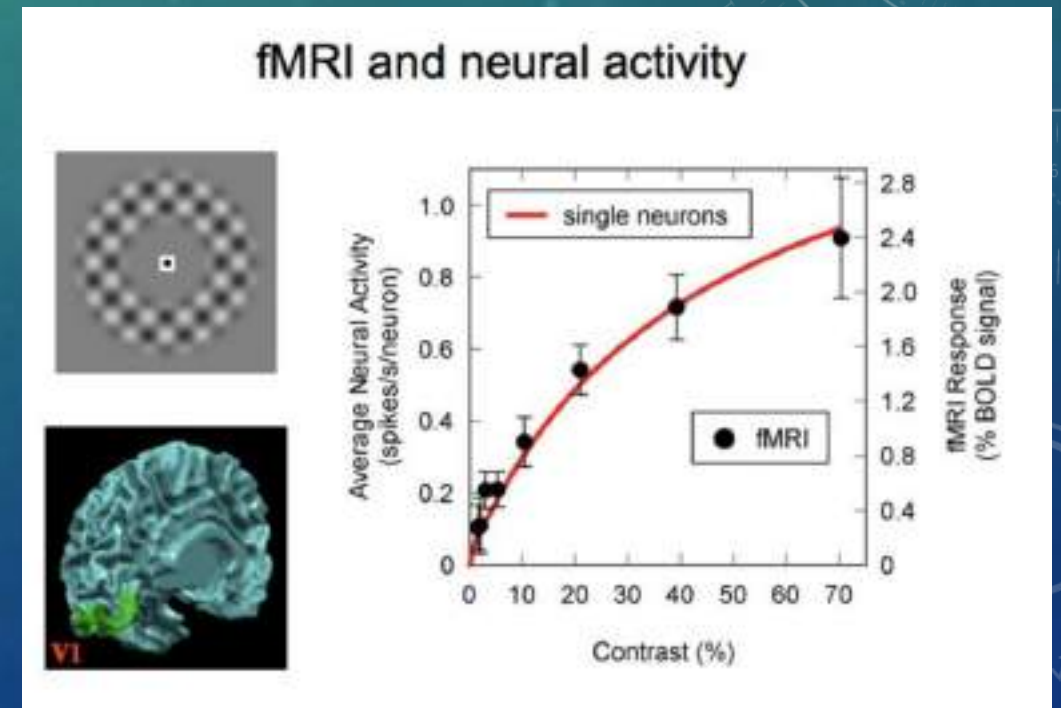 fMRI and neural activity
V1
Average Neural Activity
(spikes/s/neuron)
1.0
0.8
0.6
0.4
0.2
0
single neurons
fMRI
2.8
2.4
2.0
1.6
1.2
0.8
0.4
0
fMRI Response
(% BOLD signal)
0 10 20 30 40 50 60 70
Contrast (%)